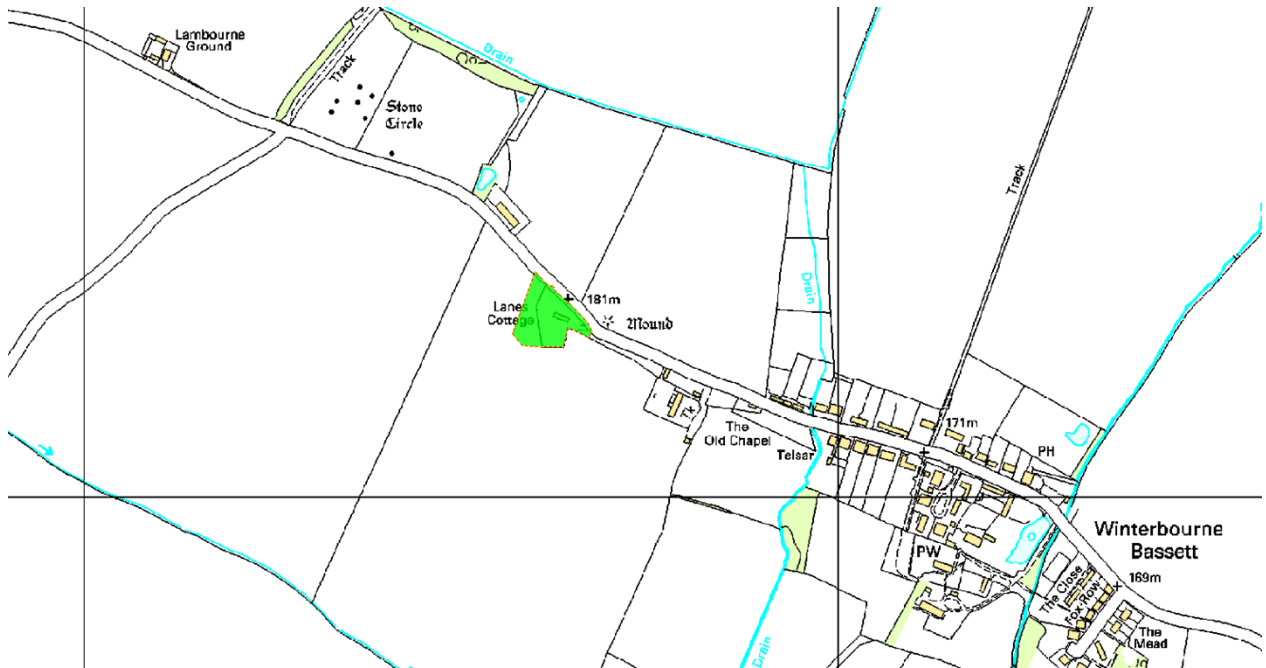 Lambourne
Ground
Track
Drain
Stone
Circle
Track
Drain
Lanes
Cottage
181m
Mound
Tk
The
Old Chapel
Telsar
171m
PH
PW
Winterbourne
Bassett
169m
The Close
Fox Row
The
Mead
Drain